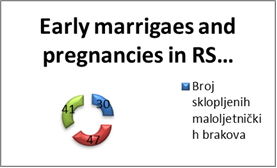 Early marrigaes and
pregnancies in RS...
41
30
47
Broj
sklopljenih
maloljetnički
h brakova